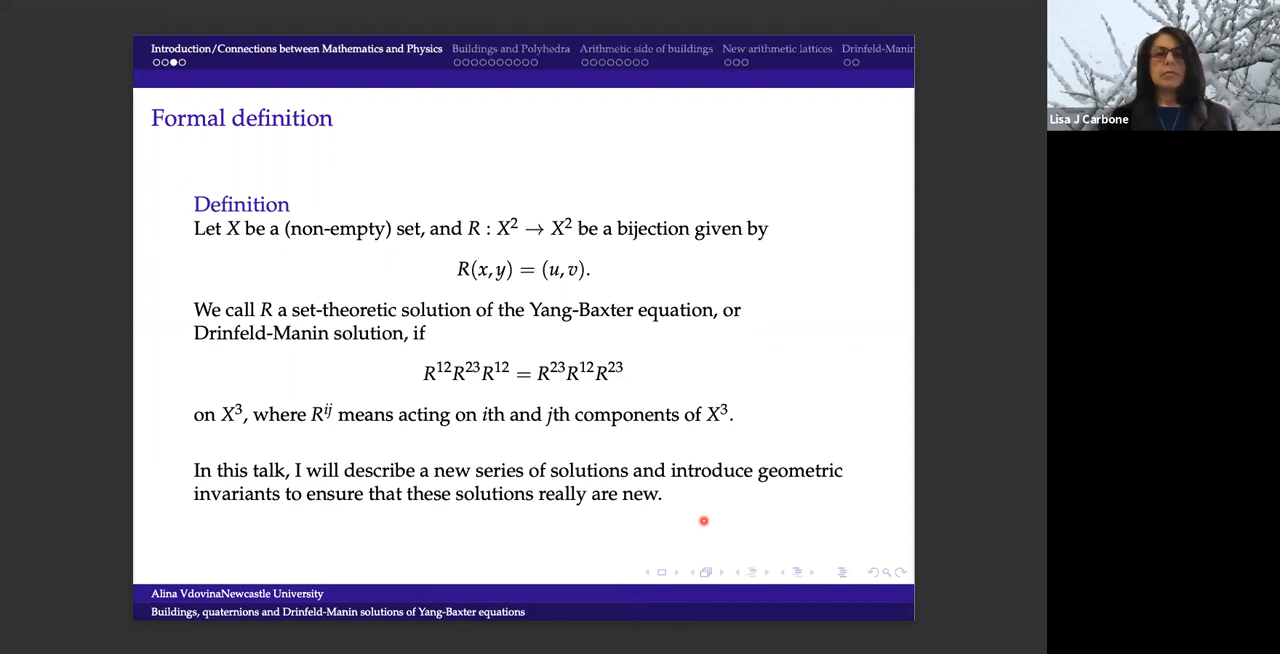 Introduction/Connections between Mathematics and Physics Buildings and Polyhedra Arithmetic side of buildings New arithmetic lattices Drinfeld-Manin
Lisa J Carbone
Formal definition
Definition
Let X be a (non-empty) set, and R : X² → X² be a bijection given by
R(x, y) = (u, v).
We call R a set-theoretic solution of the Yang-Baxter equation, or
Drinfeld-Manin solution, if
R¹²R²³R¹² = R²³R¹²R²³
on X³, where Rⁱʲ means acting on ith and jth components of X³.
In this talk, I will describe a new series of solutions and introduce geometric
invariants to ensure that these solutions really are new.
Alina VdovinaNewcastle University
Buildings, quaternions and Drinfeld-Manin solutions of Yang-Baxter equations